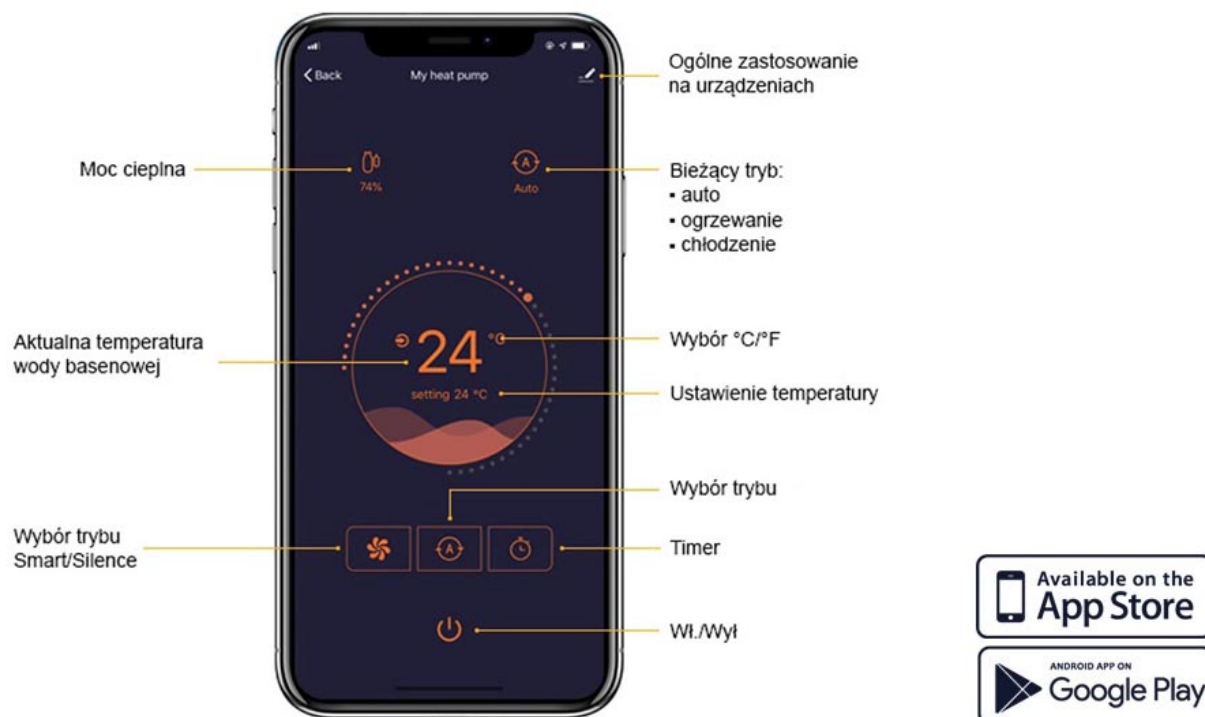 Back
My heat pump
Ogólne zastosowanie
na urządzeniach
Moc cieplna
74%
A
Auto
Bieżący tryb:
▪ auto
▪ ogrzewanie
▪ chłodzenie
Aktualna temperatura
wody basenowej
24 °C
setting 24 °C
Wybór °C/°F
Ustawienie temperatury
Wybór trybu
Wybór trybu
Smart/Silence
A
Timer
Wł./Wył
Available on the
App Store
ANDROID APP ON
Google Play